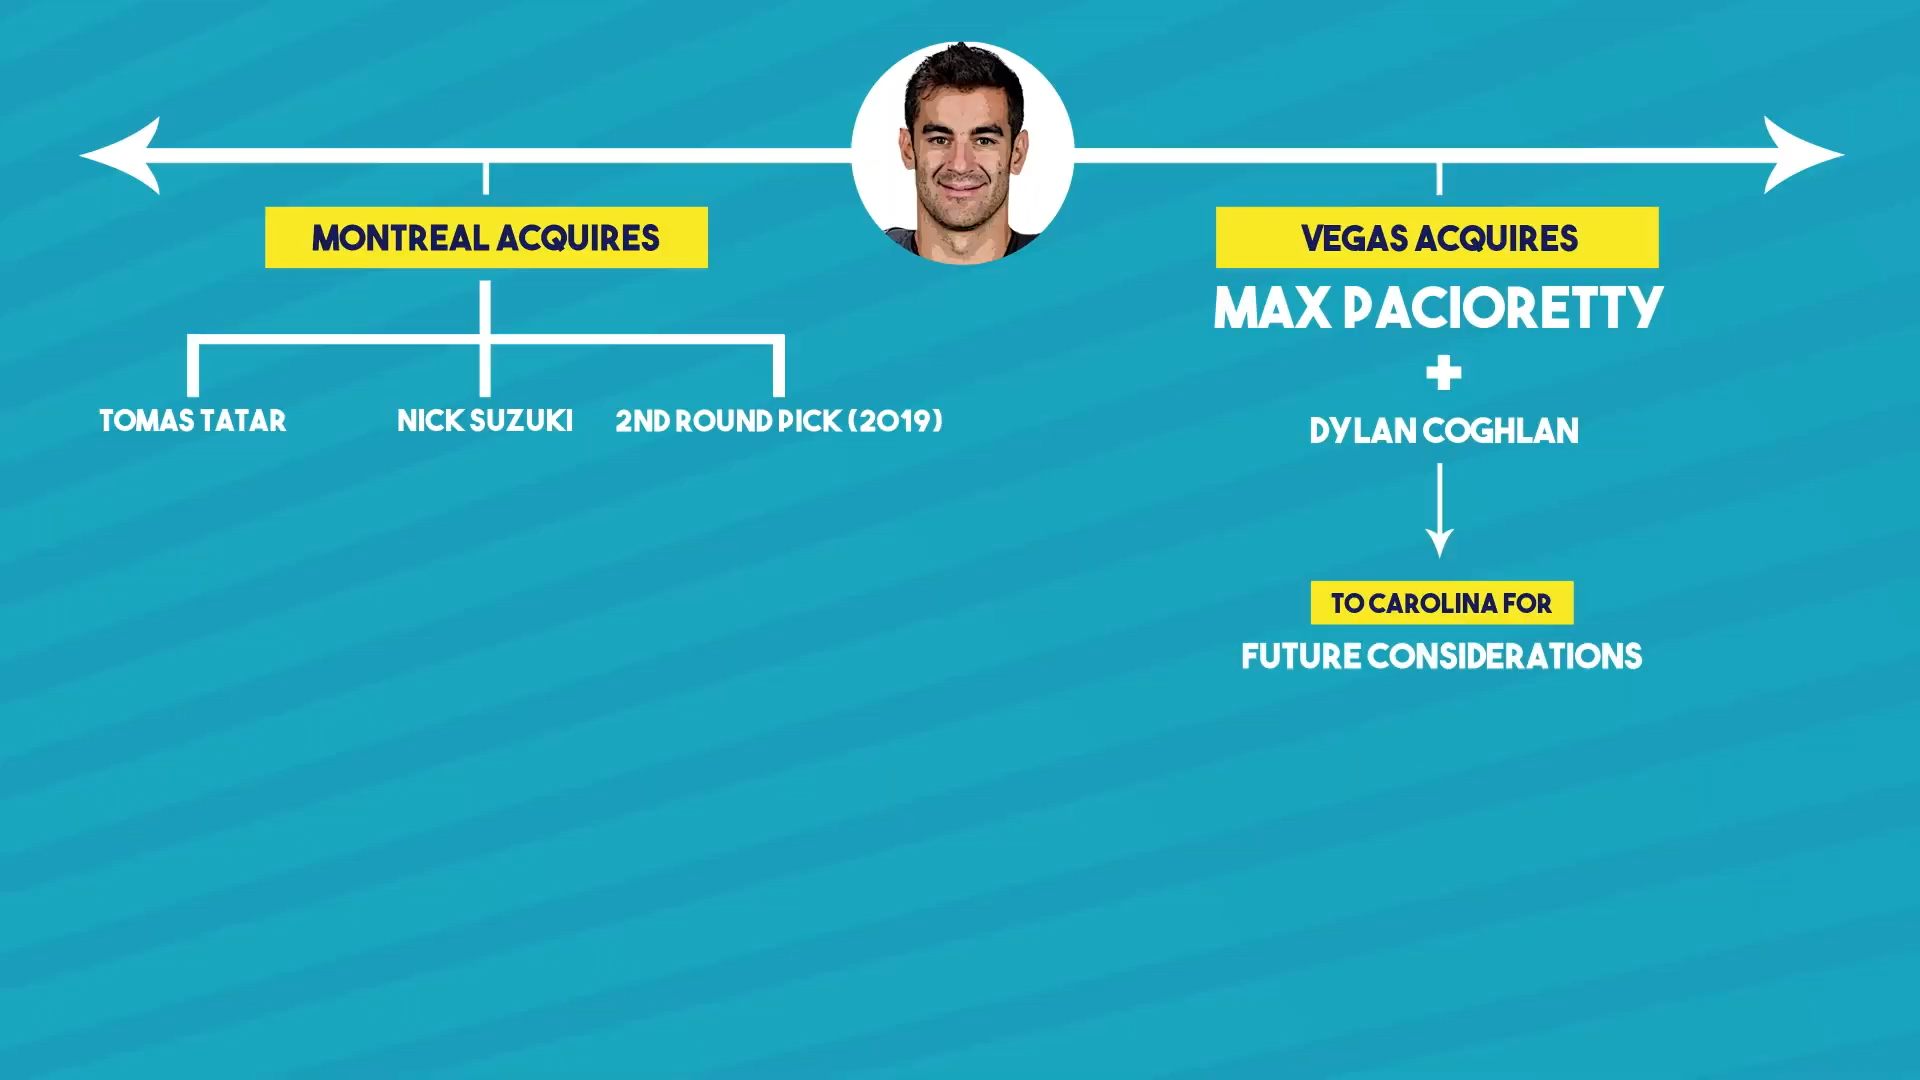 MONTREAL ACQUIRES
TOMAS TATAR
NICK SUZUKI
2ND ROUND PICK (2019)
VEGAS ACQUIRES
MAX PACIORETTY
+
DYLAN COGHLAN
TO CAROLINA FOR
FUTURE CONSIDERATIONS